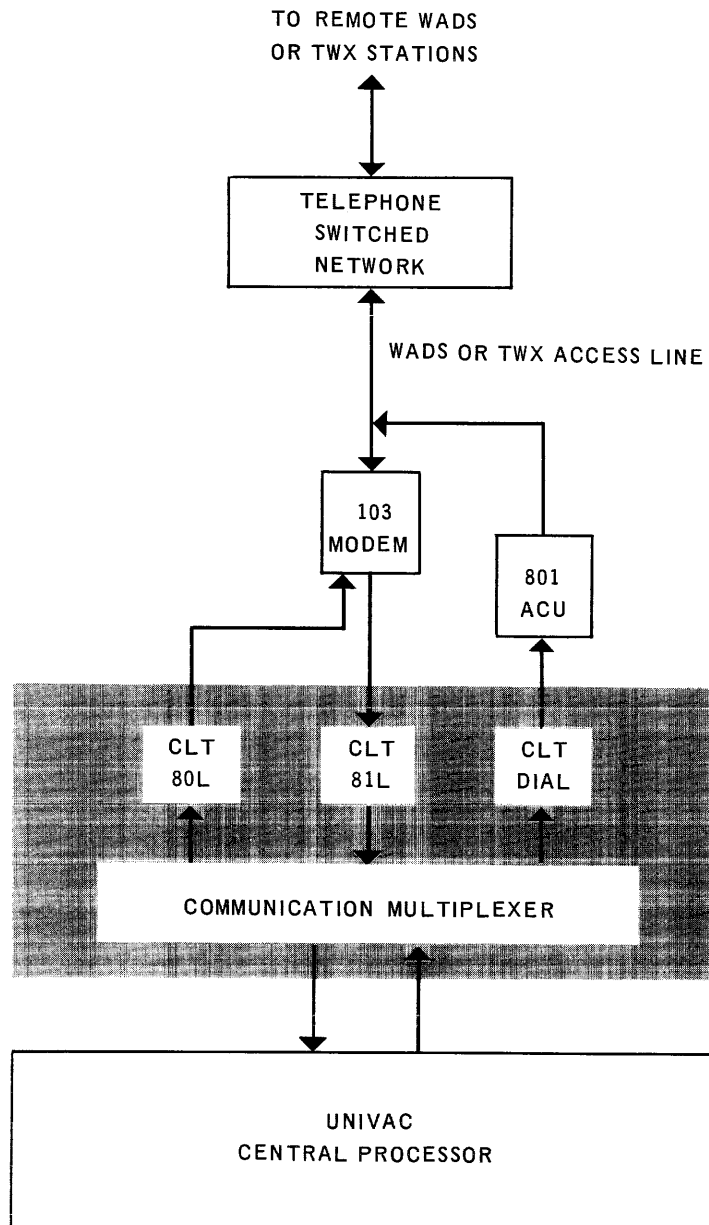 TO REMOTE WADS
OR TWX STATIONS
TELEPHONE
SWITCHED
NETWORK
WADS OR TWX ACCESS LINE
103
MODEM
801
ACU
CLT
80L
CLT
81L
CLT
DIAL
COMMUNICATION MULTIPLEXER
UNIVAC
CENTRAL PROCESSOR